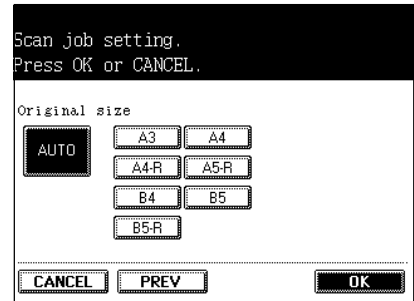 Scan job setting.
Press OK or CANCEL.
Original size
AUTO
A3 A4
A4-R A5-R
B4 B5
B5-R
CANCEL PREV OK